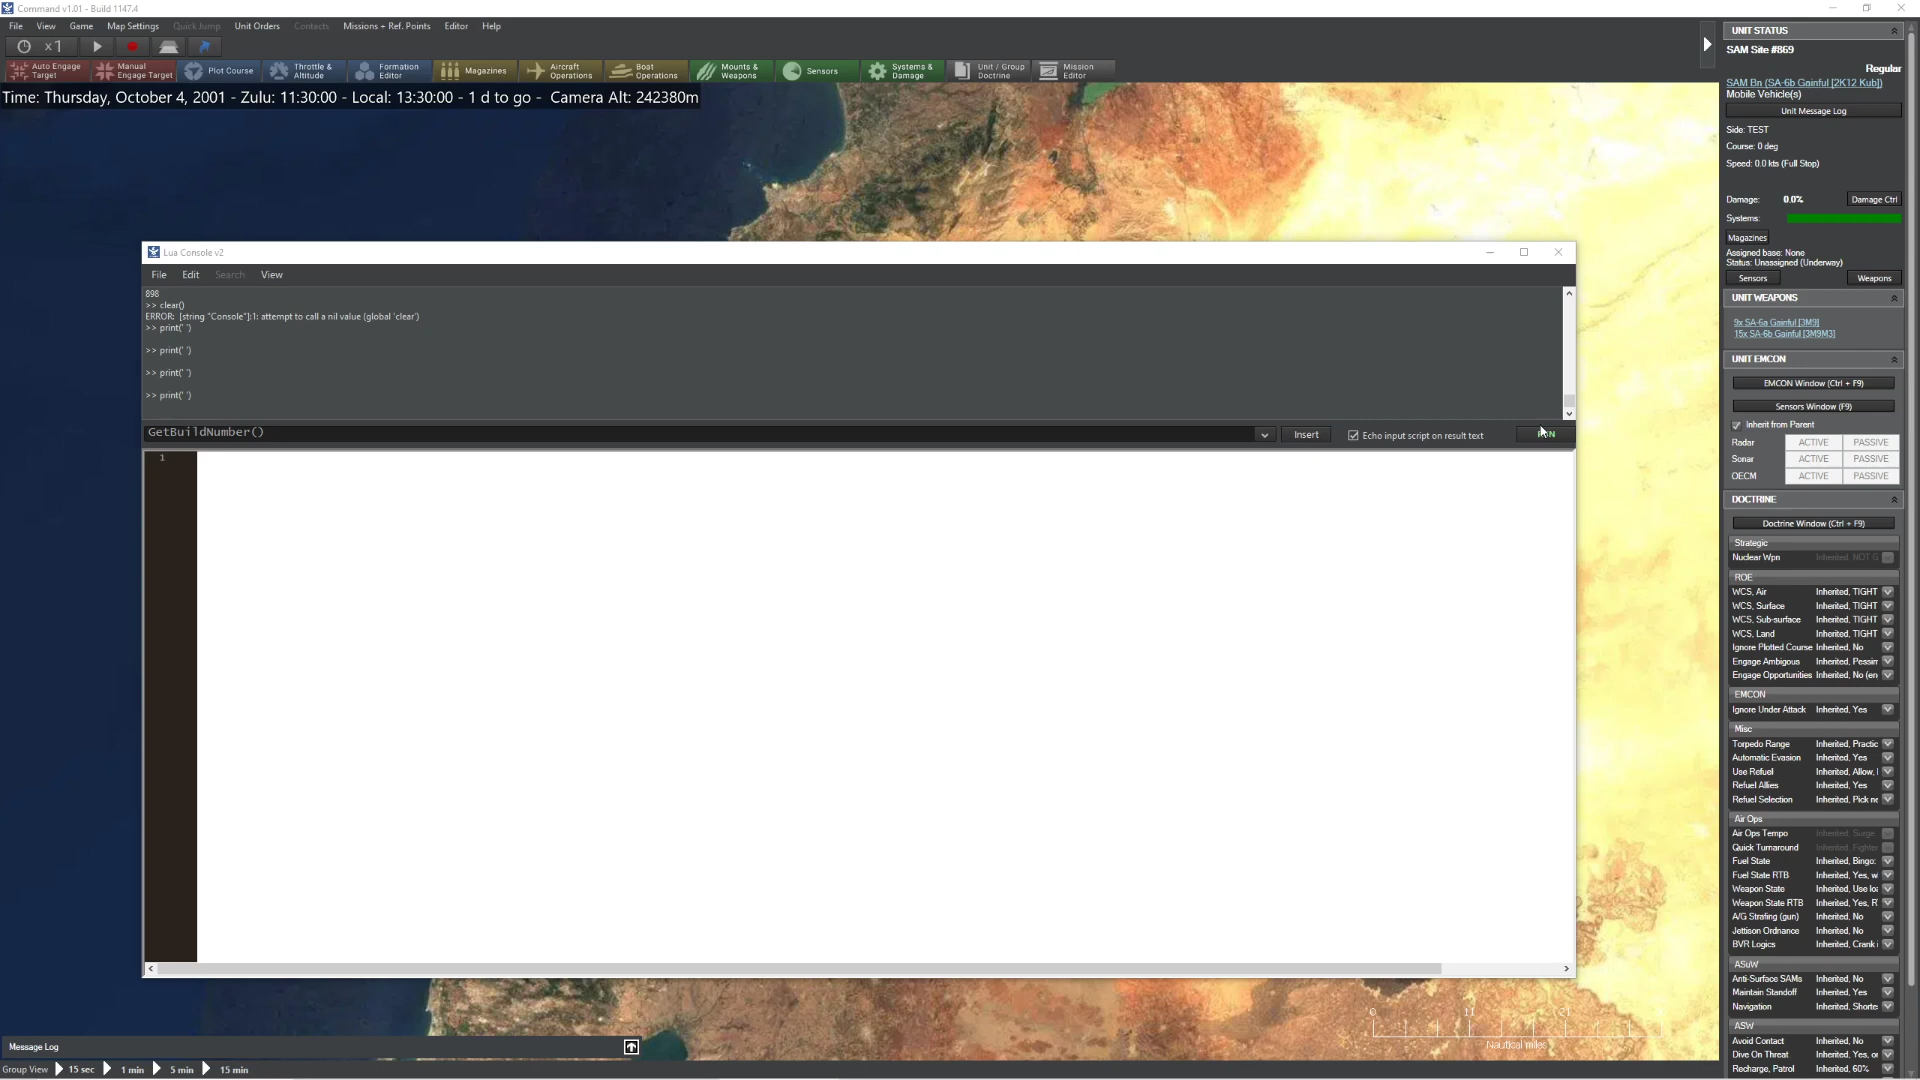 Command v1.01 - Build 1147.4
File View Game Map Settings Quick Jump Unit Orders Contacts Missions + Ref. Points Editor Help
x1
Auto Engage Target
Manual Engage Target
Plot Course
Throttle & Altitude
Formation Editor
Magazines
Aircraft Operations
Boat Operations
Mounts & Weapons
Sensors
Systems & Damage
Unit / Group Doctrine
Mission Editor
Time: Thursday, October 4, 2001 - Zulu: 11:30:00 - Local: 13:30:00 - 1 d to go - Camera Alt: 242380m
Lua Console v2
File Edit Search View
898
>> clear()
ERROR: [string "Console"]:1: attempt to call a nil value (global 'clear')
>> print(' ')
>> print(' ')
>> print(' ')
>> print(' ')
GetBuildNumber()
Insert
Echo input script on result text
1
0 11 21
Nautical miles
Message Log
Group View 15 sec 1 min 5 min 15 min
UNIT STATUS
SAM Site #869
Regular
SAM Bn (SA-6b Gainful [2K12 Kub])
Mobile Vehicle(s)
Unit Message Log
Side: TEST
Course: 0 deg
Speed: 0.0 kts (Full Stop)
Damage: 0.0% Damage Ctrl
Systems:
Magazines
Assigned base: None
Status: Unassigned (Underway)
Sensors Weapons
UNIT WEAPONS
9x SA-6a Gainful [3M9]
15x SA-6b Gainful [3M9M3]
UNIT EMCON
EMCON Window (Ctrl + F9)
Sensors Window (F9)
Inherit from Parent
Radar ACTIVE PASSIVE
Sonar ACTIVE PASSIVE
OECM ACTIVE PASSIVE
DOCTRINE
Doctrine Window (Ctrl + F9)
Strategic
Nuclear Wpn Inherited, NOT G
ROE
WCS, Air Inherited, TIGHT
WCS, Surface Inherited, TIGHT
WCS, Sub-surface Inherited, TIGHT
WCS, Land Inherited, TIGHT
Ignore Plotted Course Inherited, No
Engage Ambiguous Inherited, Pessim
Engage Opportunities Inherited, No (en
EMCON
Ignore Under Attack Inherited, Yes
Misc
Torpedo Range Inherited, Practic
Automatic Evasion Inherited, Yes
Use Refuel Inherited, Allow,
Refuel Allies Inherited, Yes
Refuel Selection Inherited, Pick ne
Air Ops
Air Ops Tempo Inherited, Surge
Quick Turnaround Inherited, Fighter
Fuel State Inherited, Bingo:
Fuel State RTB Inherited, Yes, w
Weapon State Inherited, Use loa
Weapon State RTB Inherited, Yes, R
A/G Strafing (gun) Inherited, No
Jettison Ordnance Inherited, No
BVR Logics Inherited, Crank i
ASuW
Anti-Surface SAMs Inherited, No
Maintain Standoff Inherited, Yes
Navigation Inherited, Shorte
ASW
Avoid Contact Inherited, No
Dive On Threat Inherited, Yes, o
Recharge, Patrol Inherited, 60%